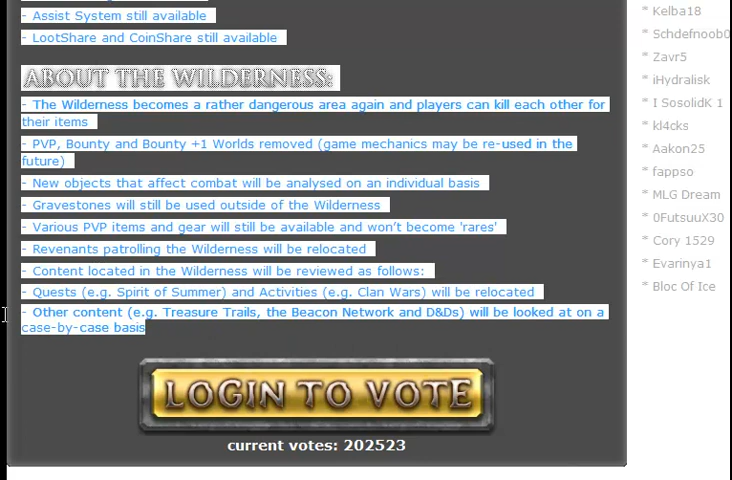 - Assist System still available
- LootShare and CoinShare still available
ABOUT THE WILDERNESS:
- The Wilderness becomes a rather dangerous area again and players can kill each other for
their items
- PVP, Bounty and Bounty +1 Worlds removed (game mechanics may be re-used in the
future)
- New objects that affect combat will be analysed on an individual basis
- Gravestones will still be used outside of the Wilderness
- Various PVP items and gear will still be available and won't become 'rares'
- Revenants patrolling the Wilderness will be relocated
- Content located in the Wilderness will be reviewed as follows:
- Quests (e.g. Spirit of Summer) and Activities (e.g. Clan Wars) will be relocated
- Other content (e.g. Treasure Trails, the Beacon Network and D&Ds) will be looked at on a
case-by-case basis
LOGIN TO VOTE
current votes: 202523
* Kelba18
* Schdefnoob0
* Zavr5
* iHydralisk
* I SosolidK 1
* kl4cks
* Aakon25
* fappso
* MLG Dream
* 0FutsuuX30
* Cory 1529
* Evarinya1
* Bloc Of Ice